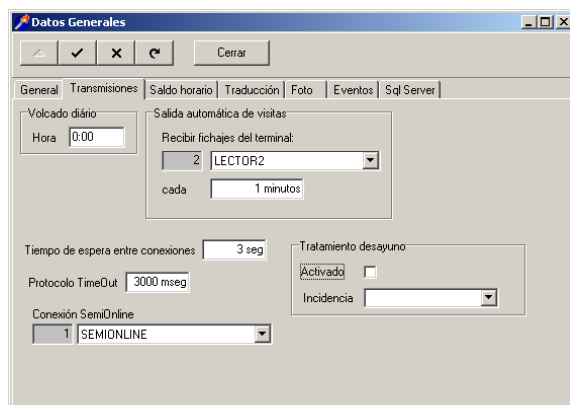 Datos Generales
Cerrar
General Transmisiones Saldo horario Traducción Foto Eventos Sql Server
Volcado diário
Hora 0:00
Salida automática de visitas
Recibir fichajes del terminal:
2 LECTOR2
cada 1 minutos
Tiempo de espera entre conexiones 3 seg
Protocolo TimeOut 3000 mseg
Conexión SemiOnline
1 SEMIONLINE
Tratamiento desayuno
Activado
Incidencia